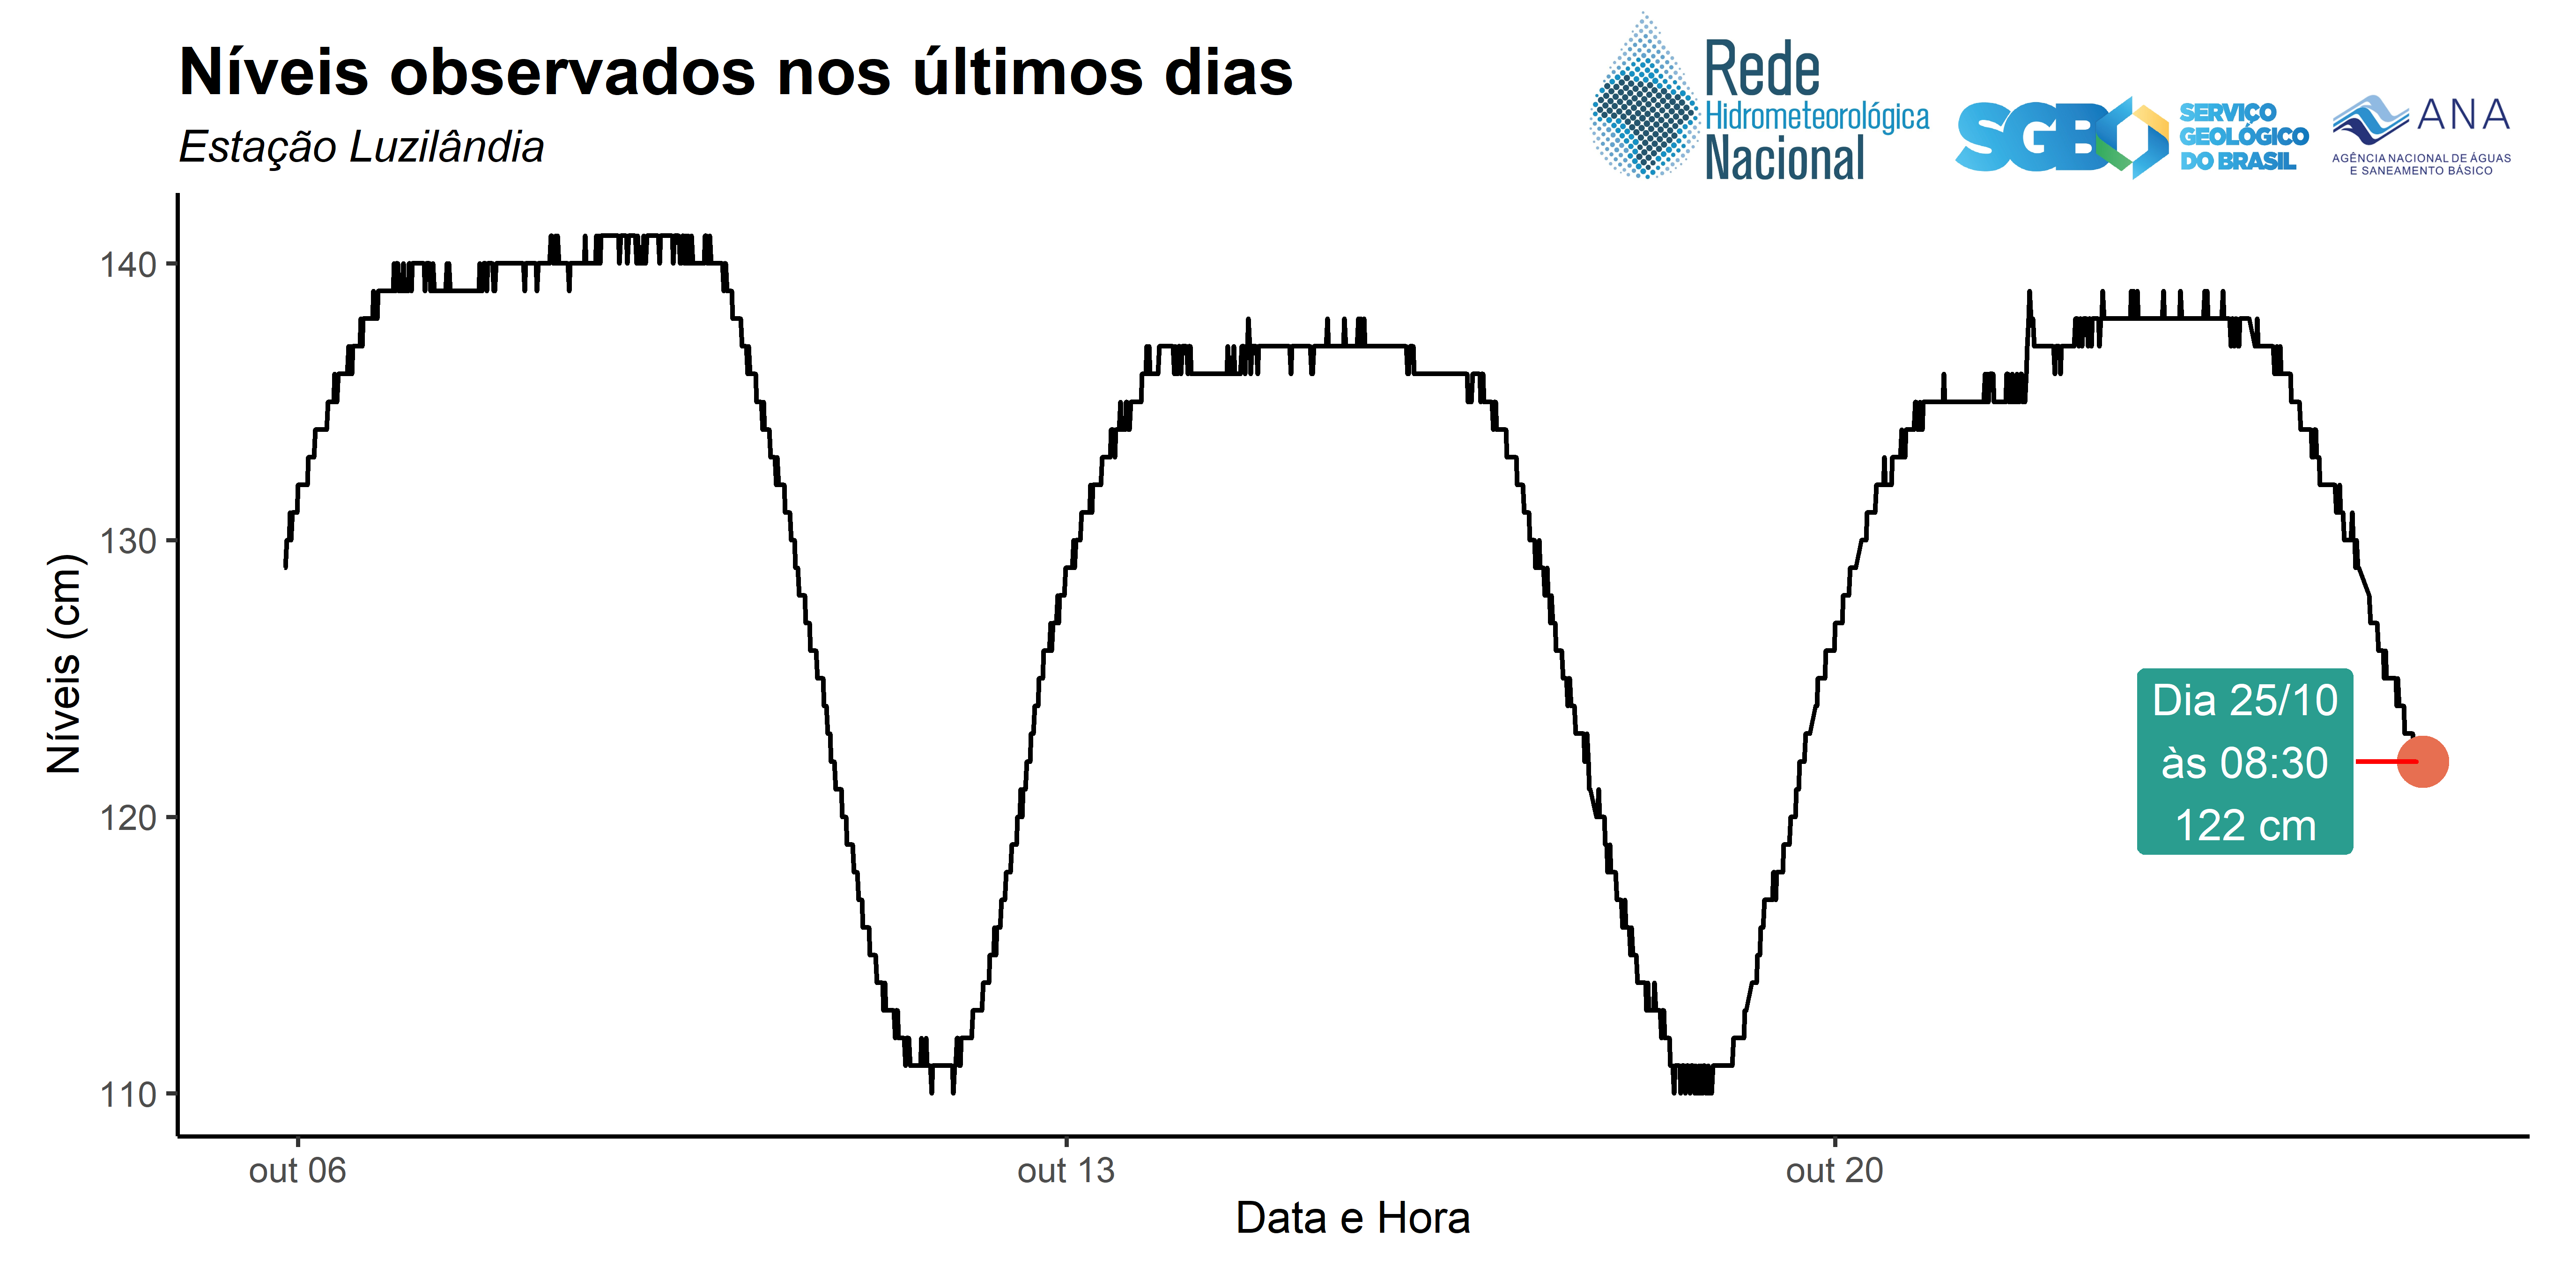 Níveis observados nos últimos dias
Estação Luzilândia
Rede
Hidrometeorológica
Nacional
SGB
SERVIÇO
GEOLÓGICO
DO BRASIL
ANA
AGÊNCIA NACIONAL DE ÁGUAS
E SANEAMENTO BÁSICO
Níveis (cm)
140
130
120
110
Dia 25/10
às 08:30
122 cm
out 06
out 13
out 20
Data e Hora